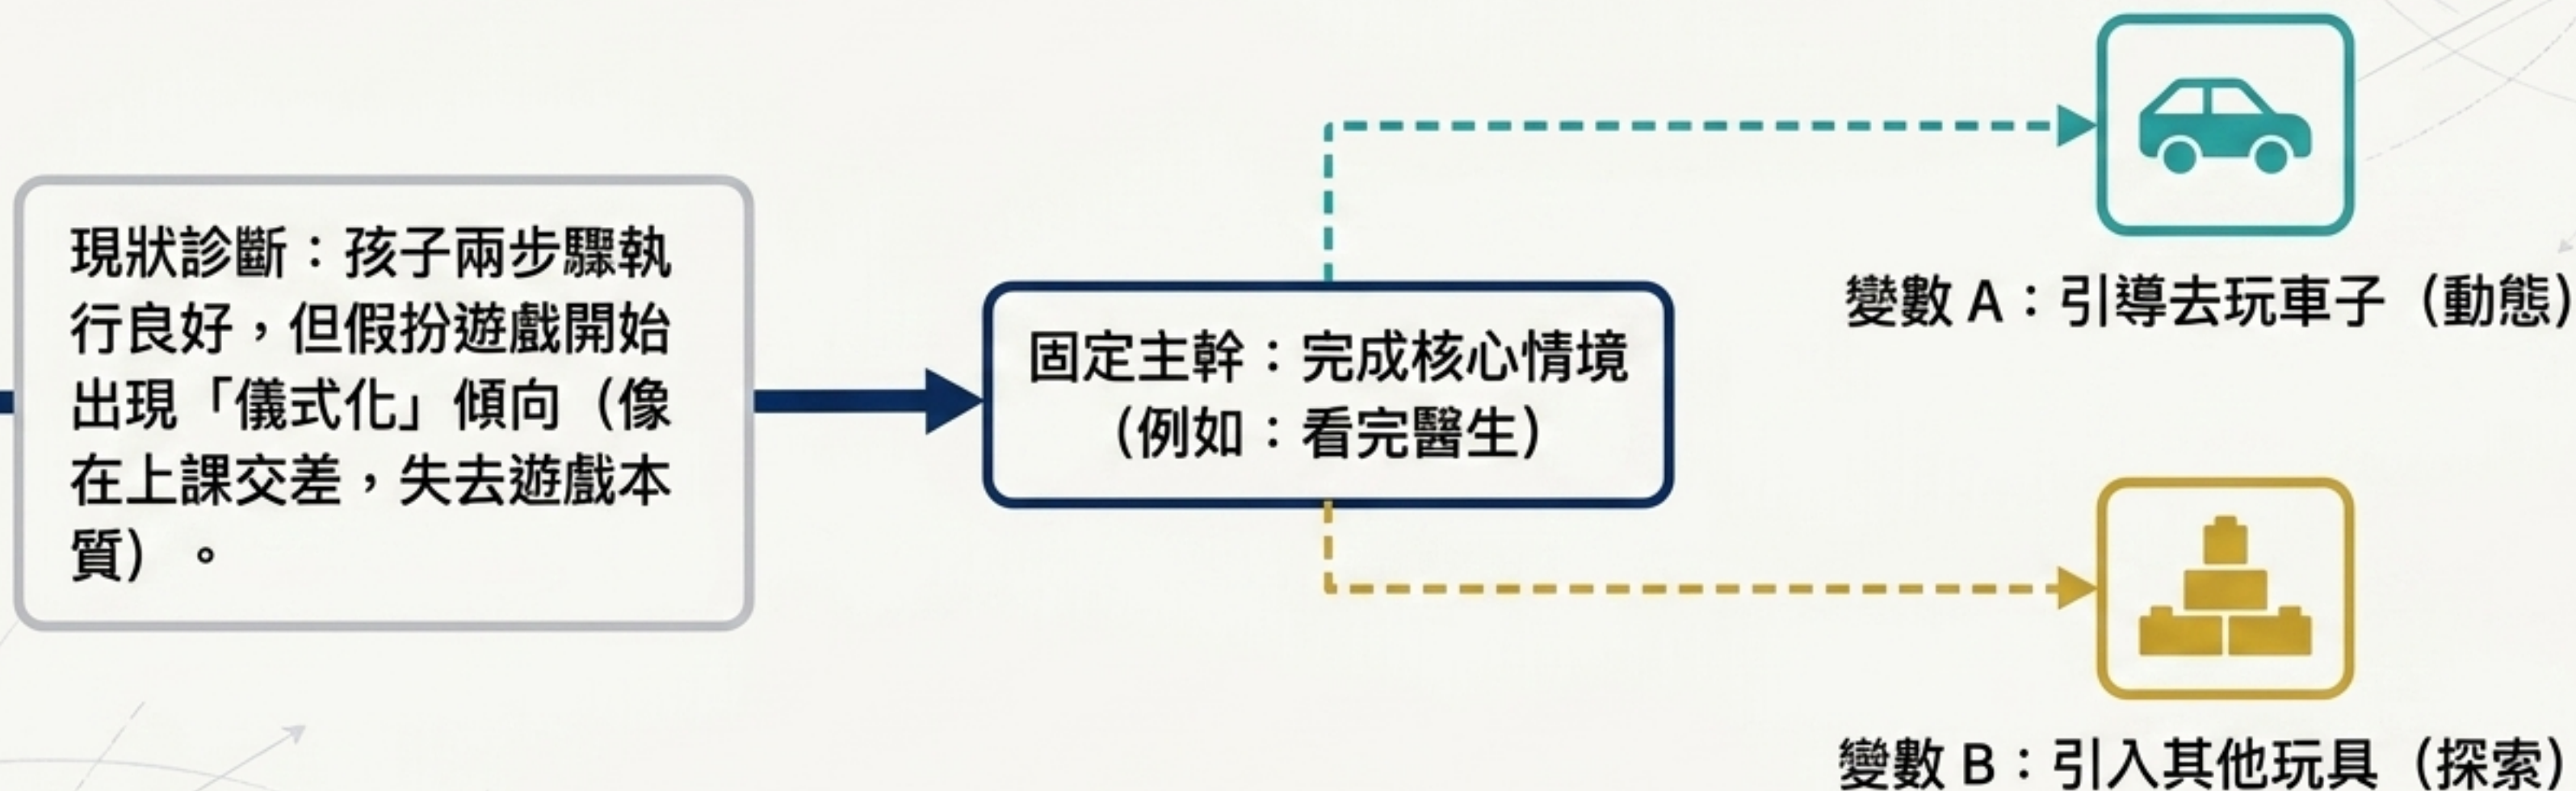 現狀診斷：孩子兩步驟執
行良好，但假扮遊戲開始
出現「儀式化」傾向（像
在上課交差，失去遊戲本
質）。
固定主幹：完成核心情境
（例如：看完醫生）
變數 A：引導去玩車子（動態）
變數 B：引入其他玩具（探索）